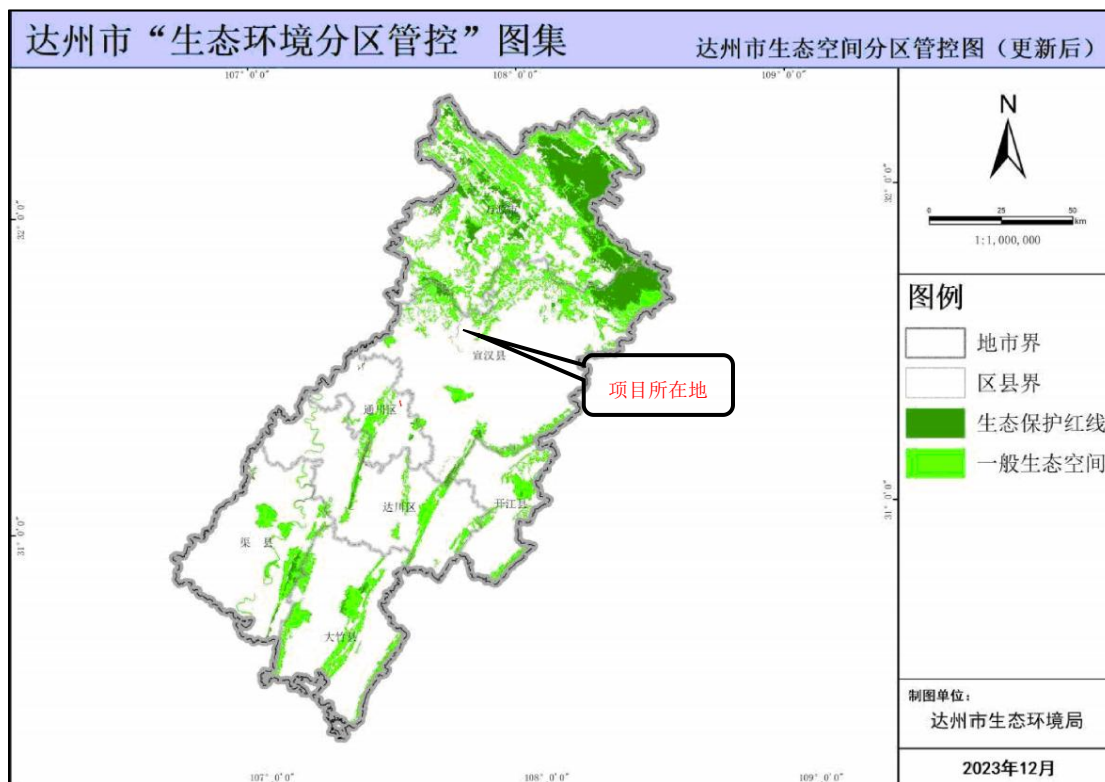 达州市“生态环境分区管控”图集
达州市生态空间分区管控图（更新后）
107° 0′0″
108° 0′0″
109° 0′0″
N
32° 0′0″
32° 0′0″
0 25 50
km
1:1,000,000
图例
地市界
区县界
生态保护红线
一般生态空间
宣汉县
项目所在地
通川区
达川区
开江县
31° 0′0″
31° 0′0″
渠 县
大竹县
制图单位：
达州市生态环境局
2023年12月
107° 0′0″
108° 0′0″
109° 0′0″